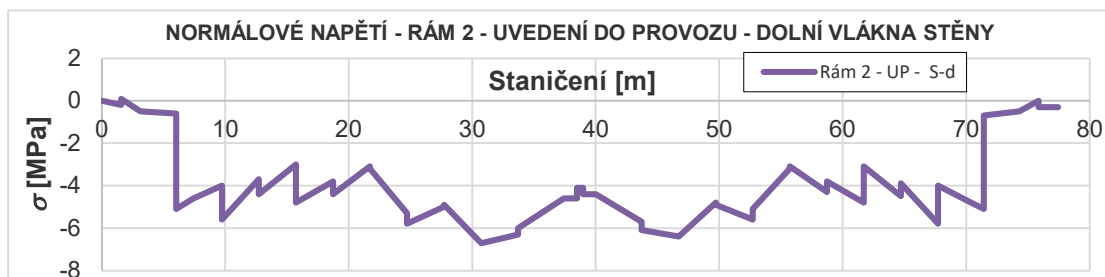 NORMÁLOVÉ NAPĚTÍ - RÁM 2 - UVEDENÍ DO PROVOZU - DOLNÍ VLÁKNA STĚNY
2
Rám 2 - UP -  S-d
Staničení [m]
0
0 10 20 30 40 50 60 70 80
-2
-4
-6
-8
σ [MPa]